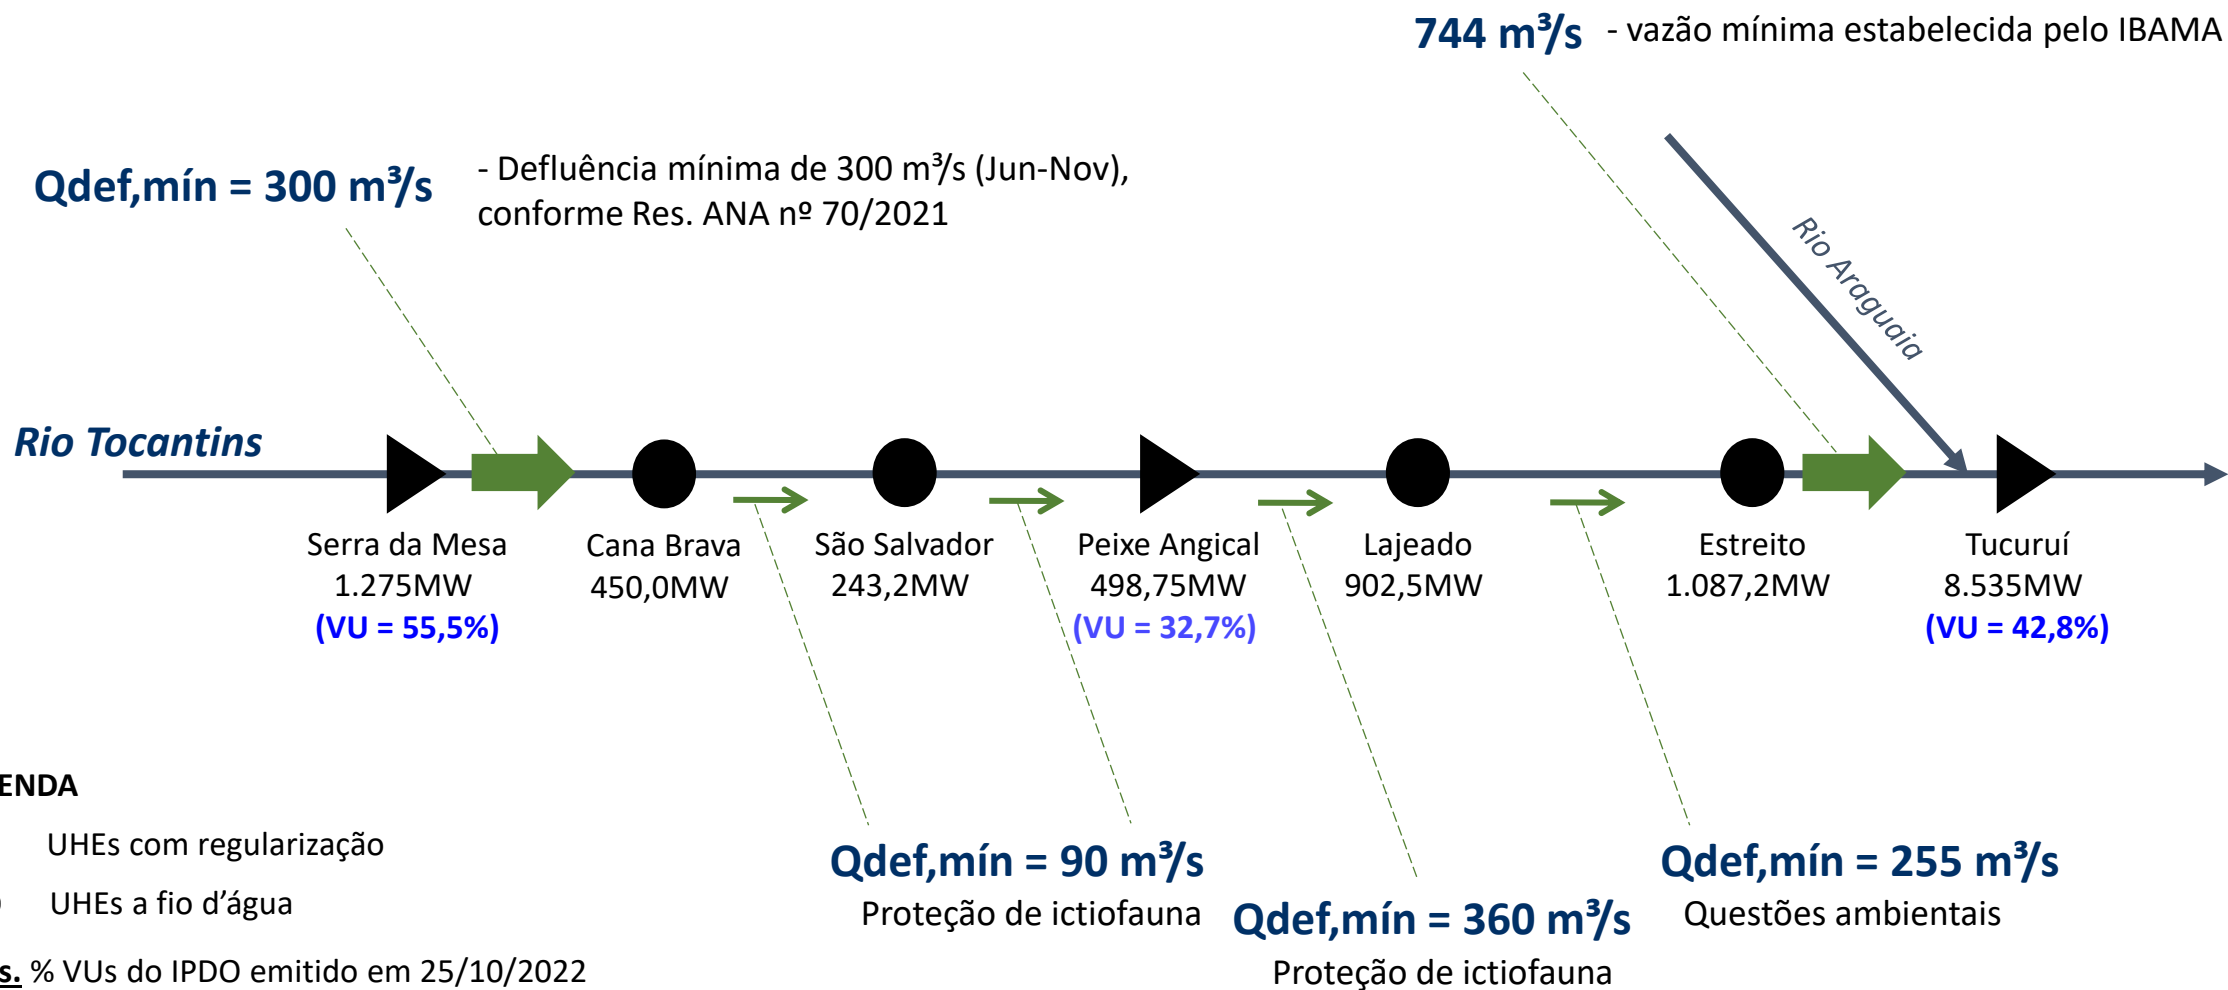 744 m³/s - vazão mínima estabelecida pelo IBAMA
Qdef,mín = 300 m³/s
- Defluência mínima de 300 m³/s (Jun-Nov),
conforme Res. ANA nº 70/2021
Rio Araguaia
Rio Tocantins
Serra da Mesa
1.275MW
(VU = 55,5%)
Cana Brava
450,0MW
São Salvador
243,2MW
Peixe Angical
498,75MW
(VU = 32,7%)
Lajeado
902,5MW
Estreito
1.087,2MW
Tucuruí
8.535MW
(VU = 42,8%)
ENDA
UHEs com regularização
UHEs a fio d’água
s. % VUs do IPDO emitido em 25/10/2022
Qdef,mín = 90 m³/s
Proteção de ictiofauna
Qdef,mín = 360 m³/s
Proteção de ictiofauna
Qdef,mín = 255 m³/s
Questões ambientais